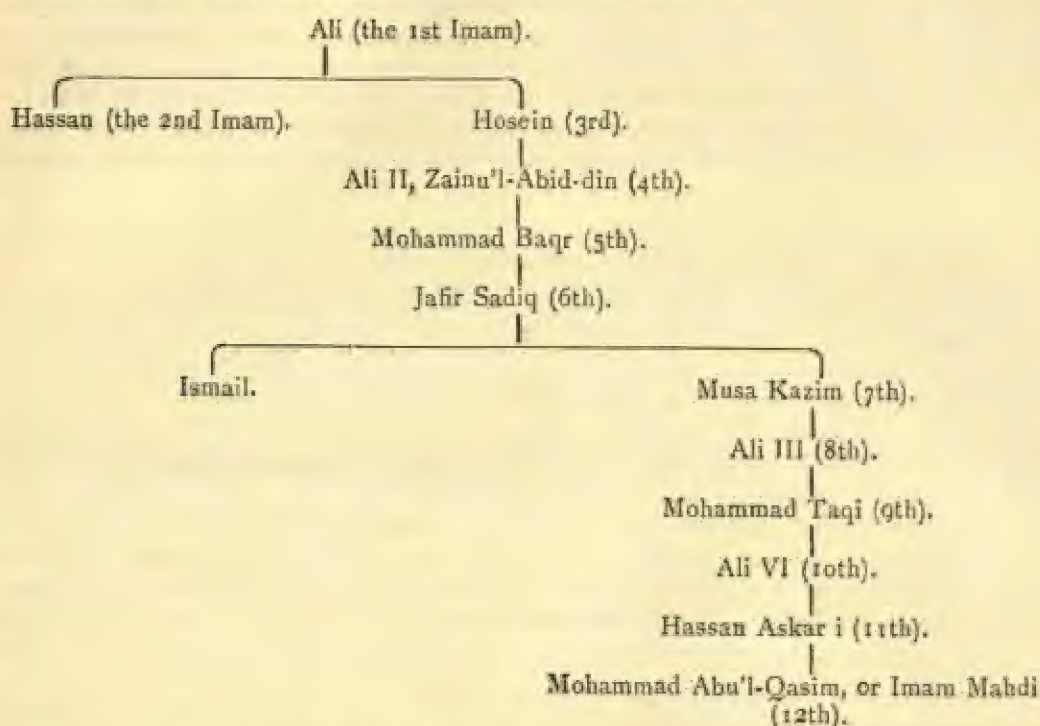 Ali (the 1st Imam).
Hassan (the 2nd Imam).
Hosein (3rd).
Ali II, Zainu'l-Abid-din (4th).
Mohammad Baqr (5th).
Jafir Sadiq (6th).
Ismail.
Musa Kazim (7th).
Ali III (8th).
Mohammad Taqi (9th).
Ali VI (10th).
Hassan Askar i (11th).
Mohammad Abu'l-Qasim, or Imam Mahdi
(12th).